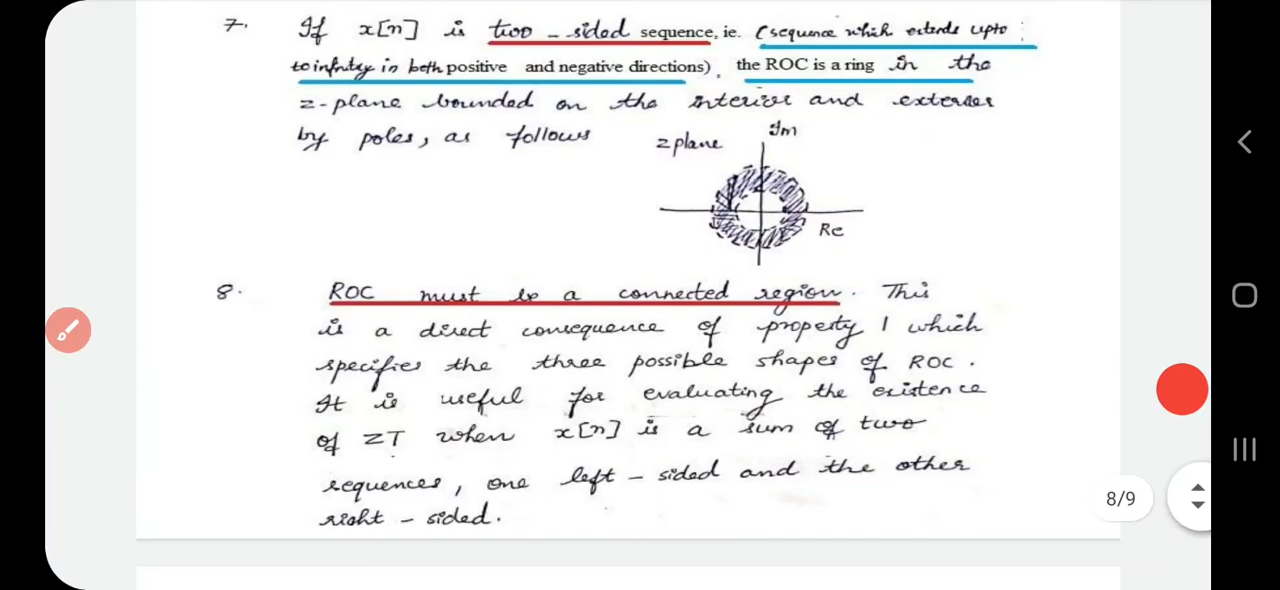 7. If x[n] is two-sided sequence, ie. (sequence which extends upto
to infinity in both positive and negative directions), the ROC is a ring in the
z-plane bounded on the interior and exterior
by poles, as follows
z plane
Im
Re
8. ROC must be a connected region. This
is a direct consequence of property 1 which
specifies the three possible shapes of ROC.
It is useful for evaluating the existence
of ZT when x[n] is a sum of two
sequences, one left-sided and the other
right-sided.
8/9